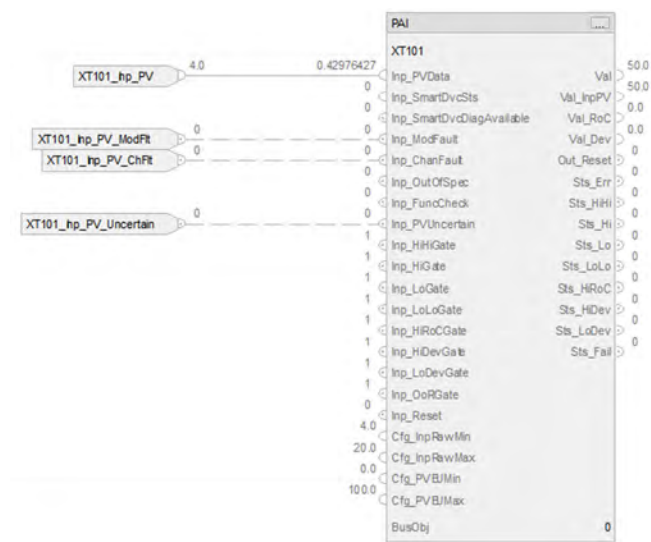 PAI ...
XT101
XT101_Inp_PV 4.0 0.42976427 Inp_PVData Val 50.0
0 Inp_SmartDvcSts Val_InpPV 50.0
0 Inp_SmartDvcDiagAvailable Val_RoC 0.0
XT101_Inp_PV_ModFlt 0 0 Inp_ModFault Val_Dev 0.0
XT101_Inp_PV_ChFlt 0 0 Inp_ChanFault Out_Reset 0
0 Inp_OutOfSpec Sts_Err 0
0 Inp_FuncCheck Sts_HiHi 0
XT101_Inp_PV_Uncertain 0 0 Inp_PVUncertain Sts_Hi 0
1 Inp_HiHiGate Sts_Lo 0
1 Inp_HiGate Sts_LoLo 0
1 Inp_LoGate Sts_HiRoC 0
1 Inp_LoLoGate Sts_HiDev 0
1 Inp_HiRoCGate Sts_LoDev 0
1 Inp_HiDevGate Sts_Fail 0
1 Inp_LoDevGate
1 Inp_OoRGate
0 Inp_Reset
4.0 Cfg_InpRawMin
20.0 Cfg_InpRawMax
0.0 Cfg_PVEUMin
100.0 Cfg_PVEUMax
BusObj 0